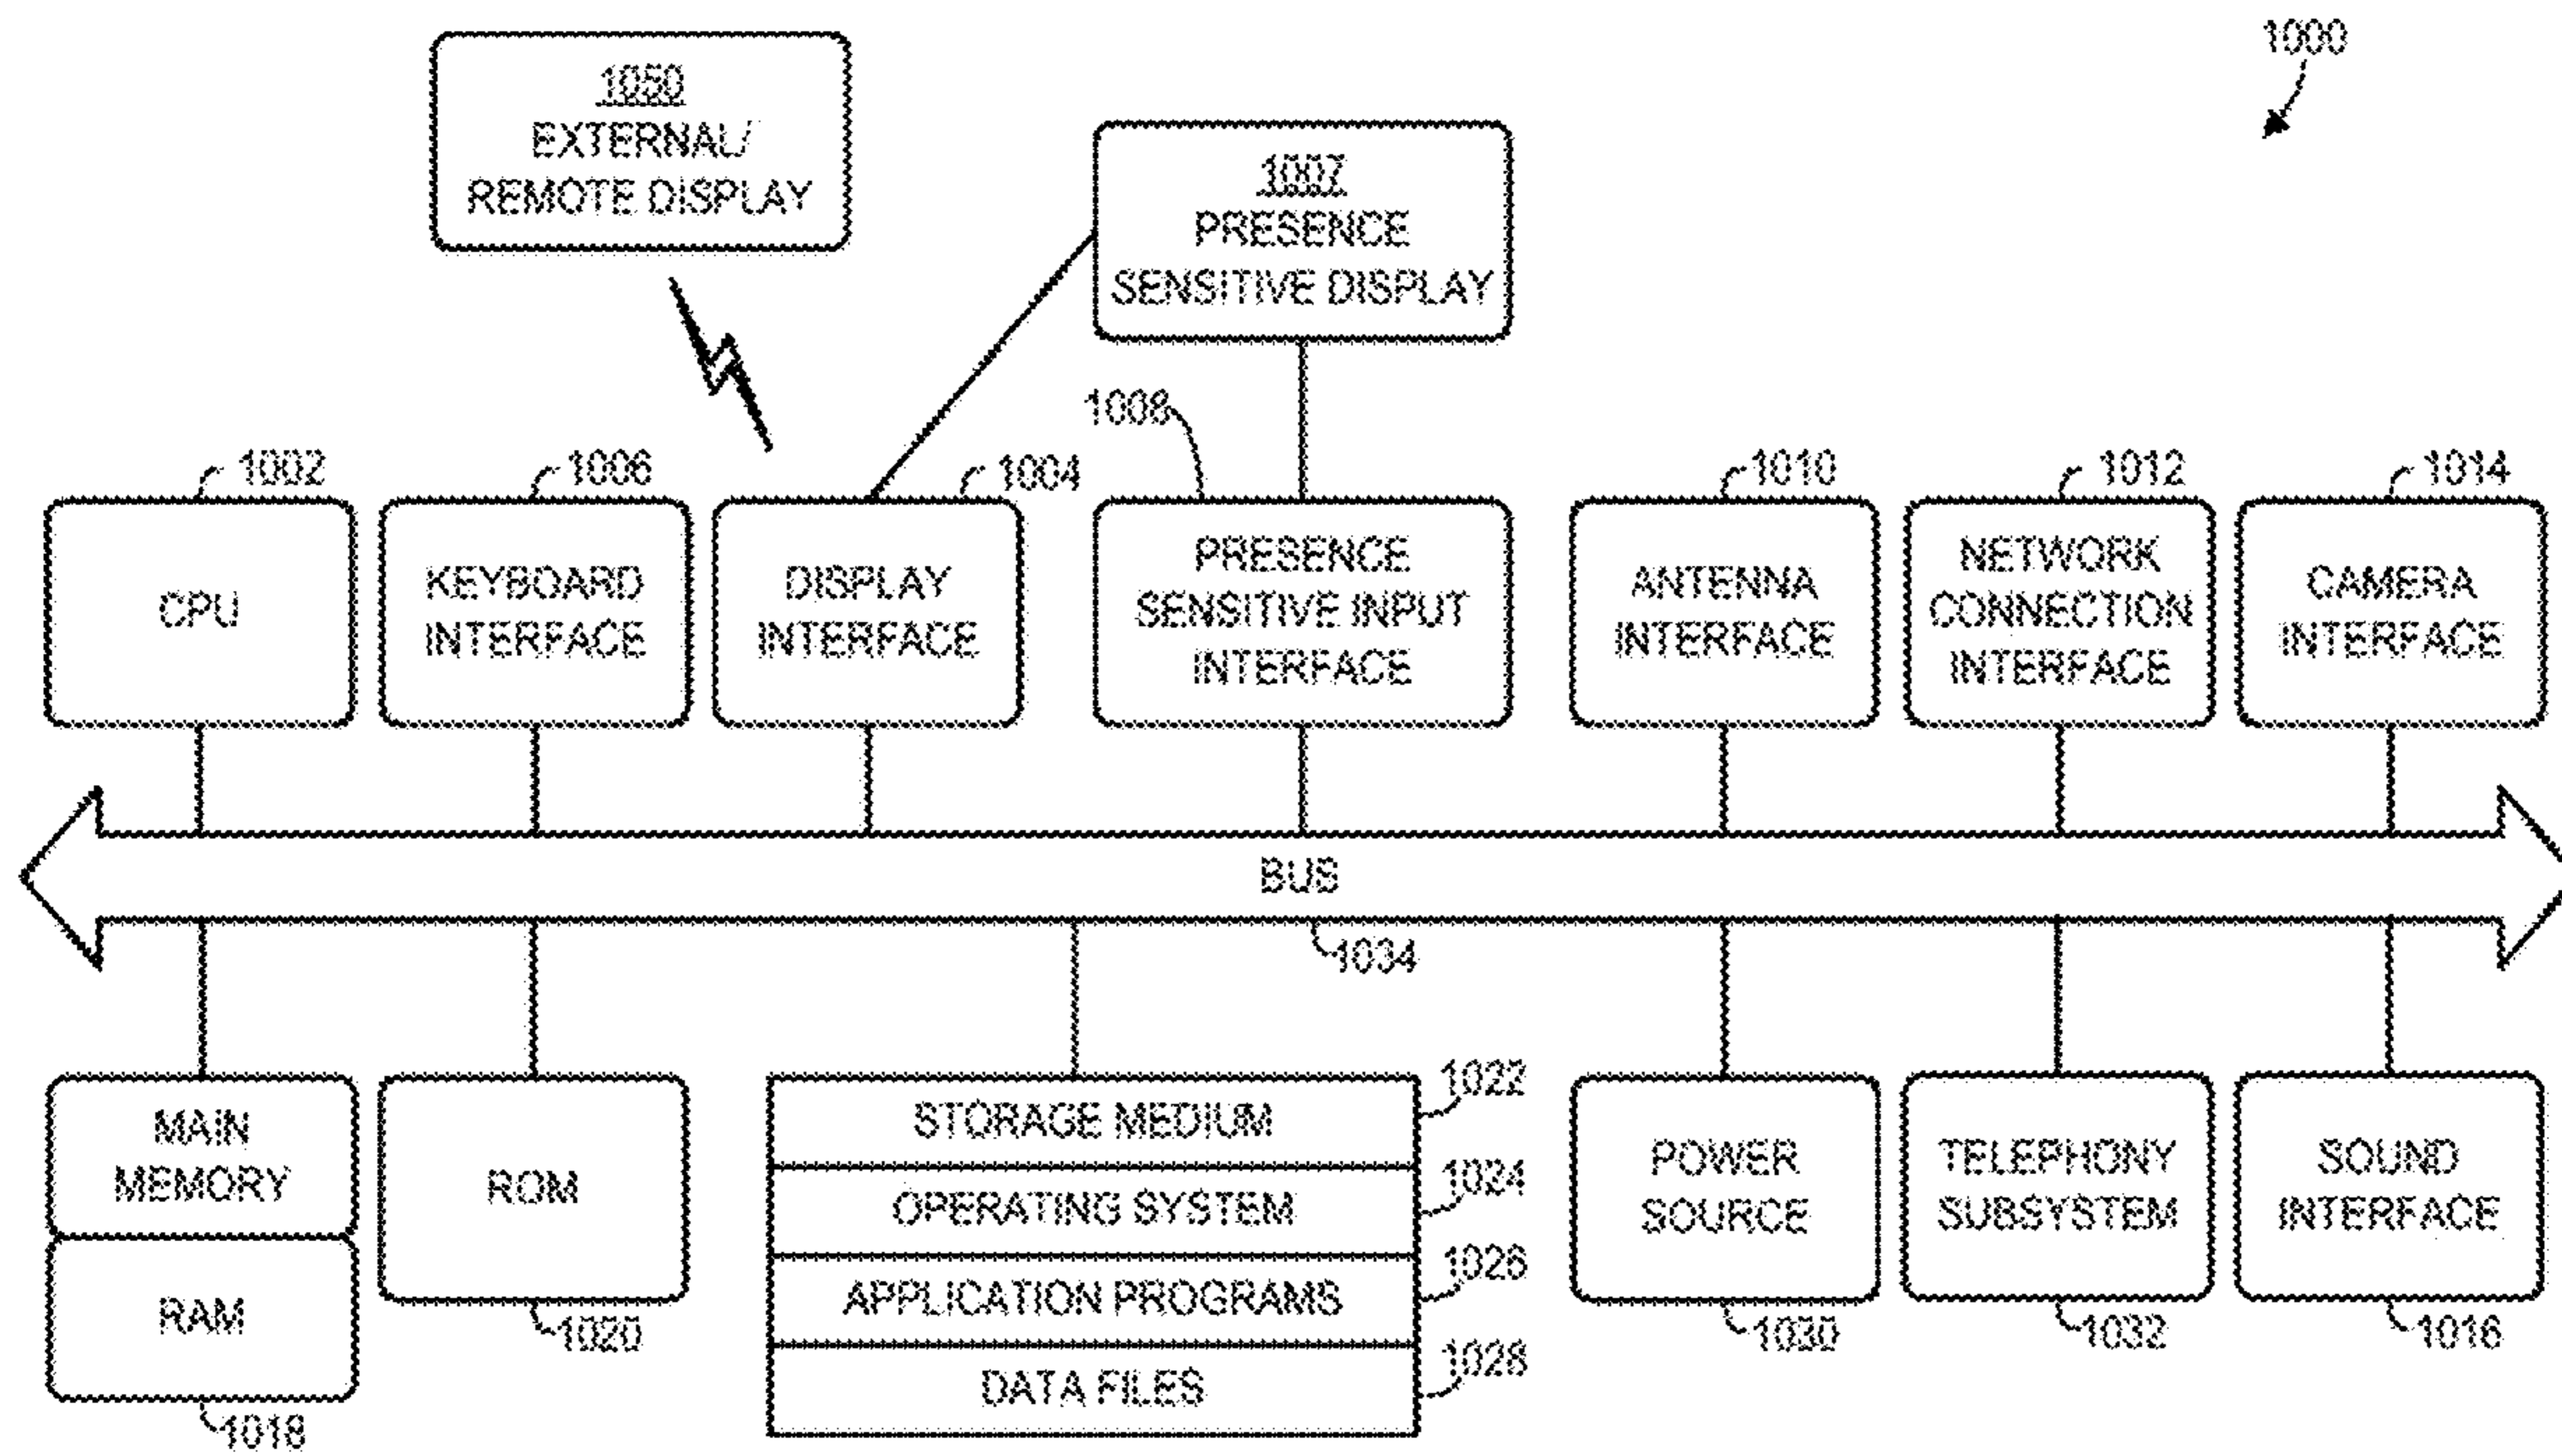 1000
1050
EXTERNAL/
REMOTE DISPLAY
1007
PRESENCE
SENSITIVE DISPLAY
1008
1002
1006
1004
1010
1012
1014
CPU
KEYBOARD
INTERFACE
DISPLAY
INTERFACE
PRESENCE
SENSITIVE INPUT
INTERFACE
ANTENNA
INTERFACE
NETWORK
CONNECTION
INTERFACE
CAMERA
INTERFACE
BUS
1034
MAIN
MEMORY
RAM
1018
ROM
1020
STORAGE MEDIUM
1022
OPERATING SYSTEM
1024
APPLICATION PROGRAMS
1026
DATA FILES
1028
POWER
SOURCE
1030
TELEPHONY
SUBSYSTEM
1032
SOUND
INTERFACE
1016